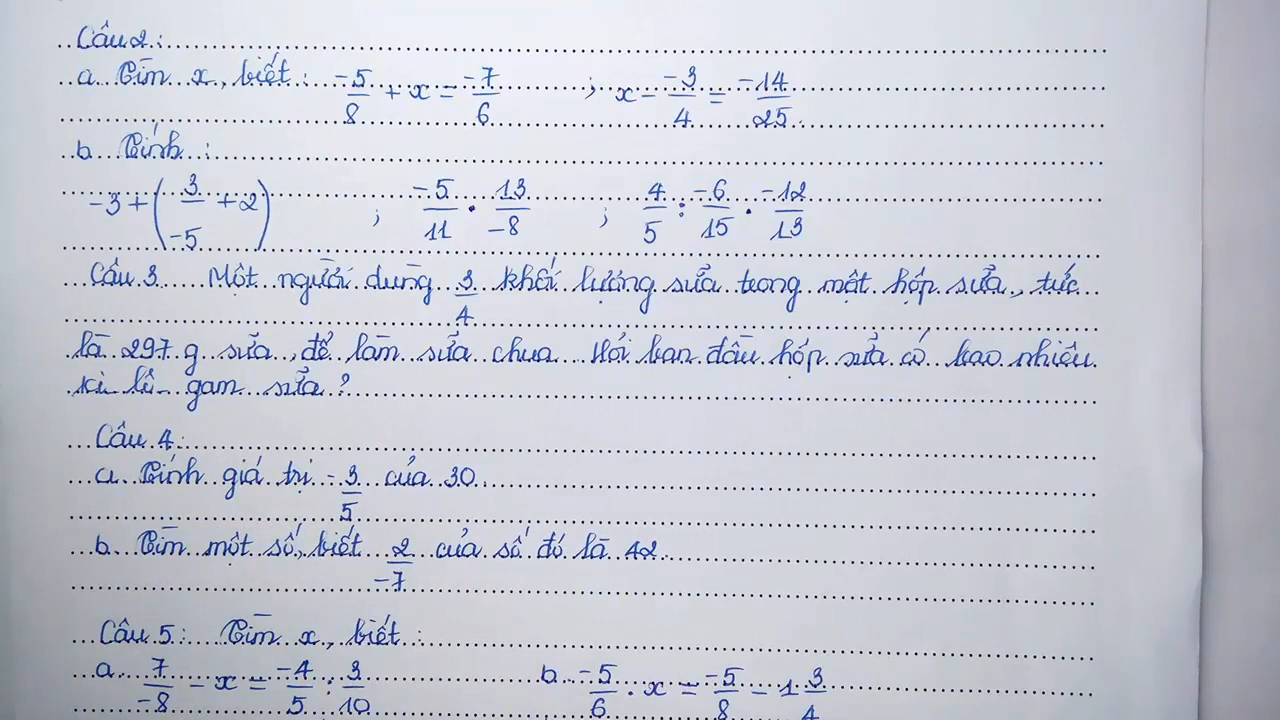 Câu 2:
a. Tìm x, biết: -5/8 + x = -7/6 ; x - -3/4 = -14/25
b. Tính:
-3 + (3/-5 + 2) ; -5/11 . 13/-8 ; 4/5 : -6/15 . -12/13
Câu 3. Một người dùng 3/4 khối lượng sữa trong một hộp sữa, tức
là 297 g sữa, để làm sữa chua. Hỏi ban đầu hộp sữa có bao nhiêu
ki-lô-gam sữa?
Câu 4:
a. Tính giá trị -3/5 của 30.
b. Tìm một số, biết 2/-7 của số đó là 42.
Câu 5: Tìm x, biết:
a. 7/-8 - x = -4/5 : 3/10 b. -5/6 . x = -5/8 - 1 3/4